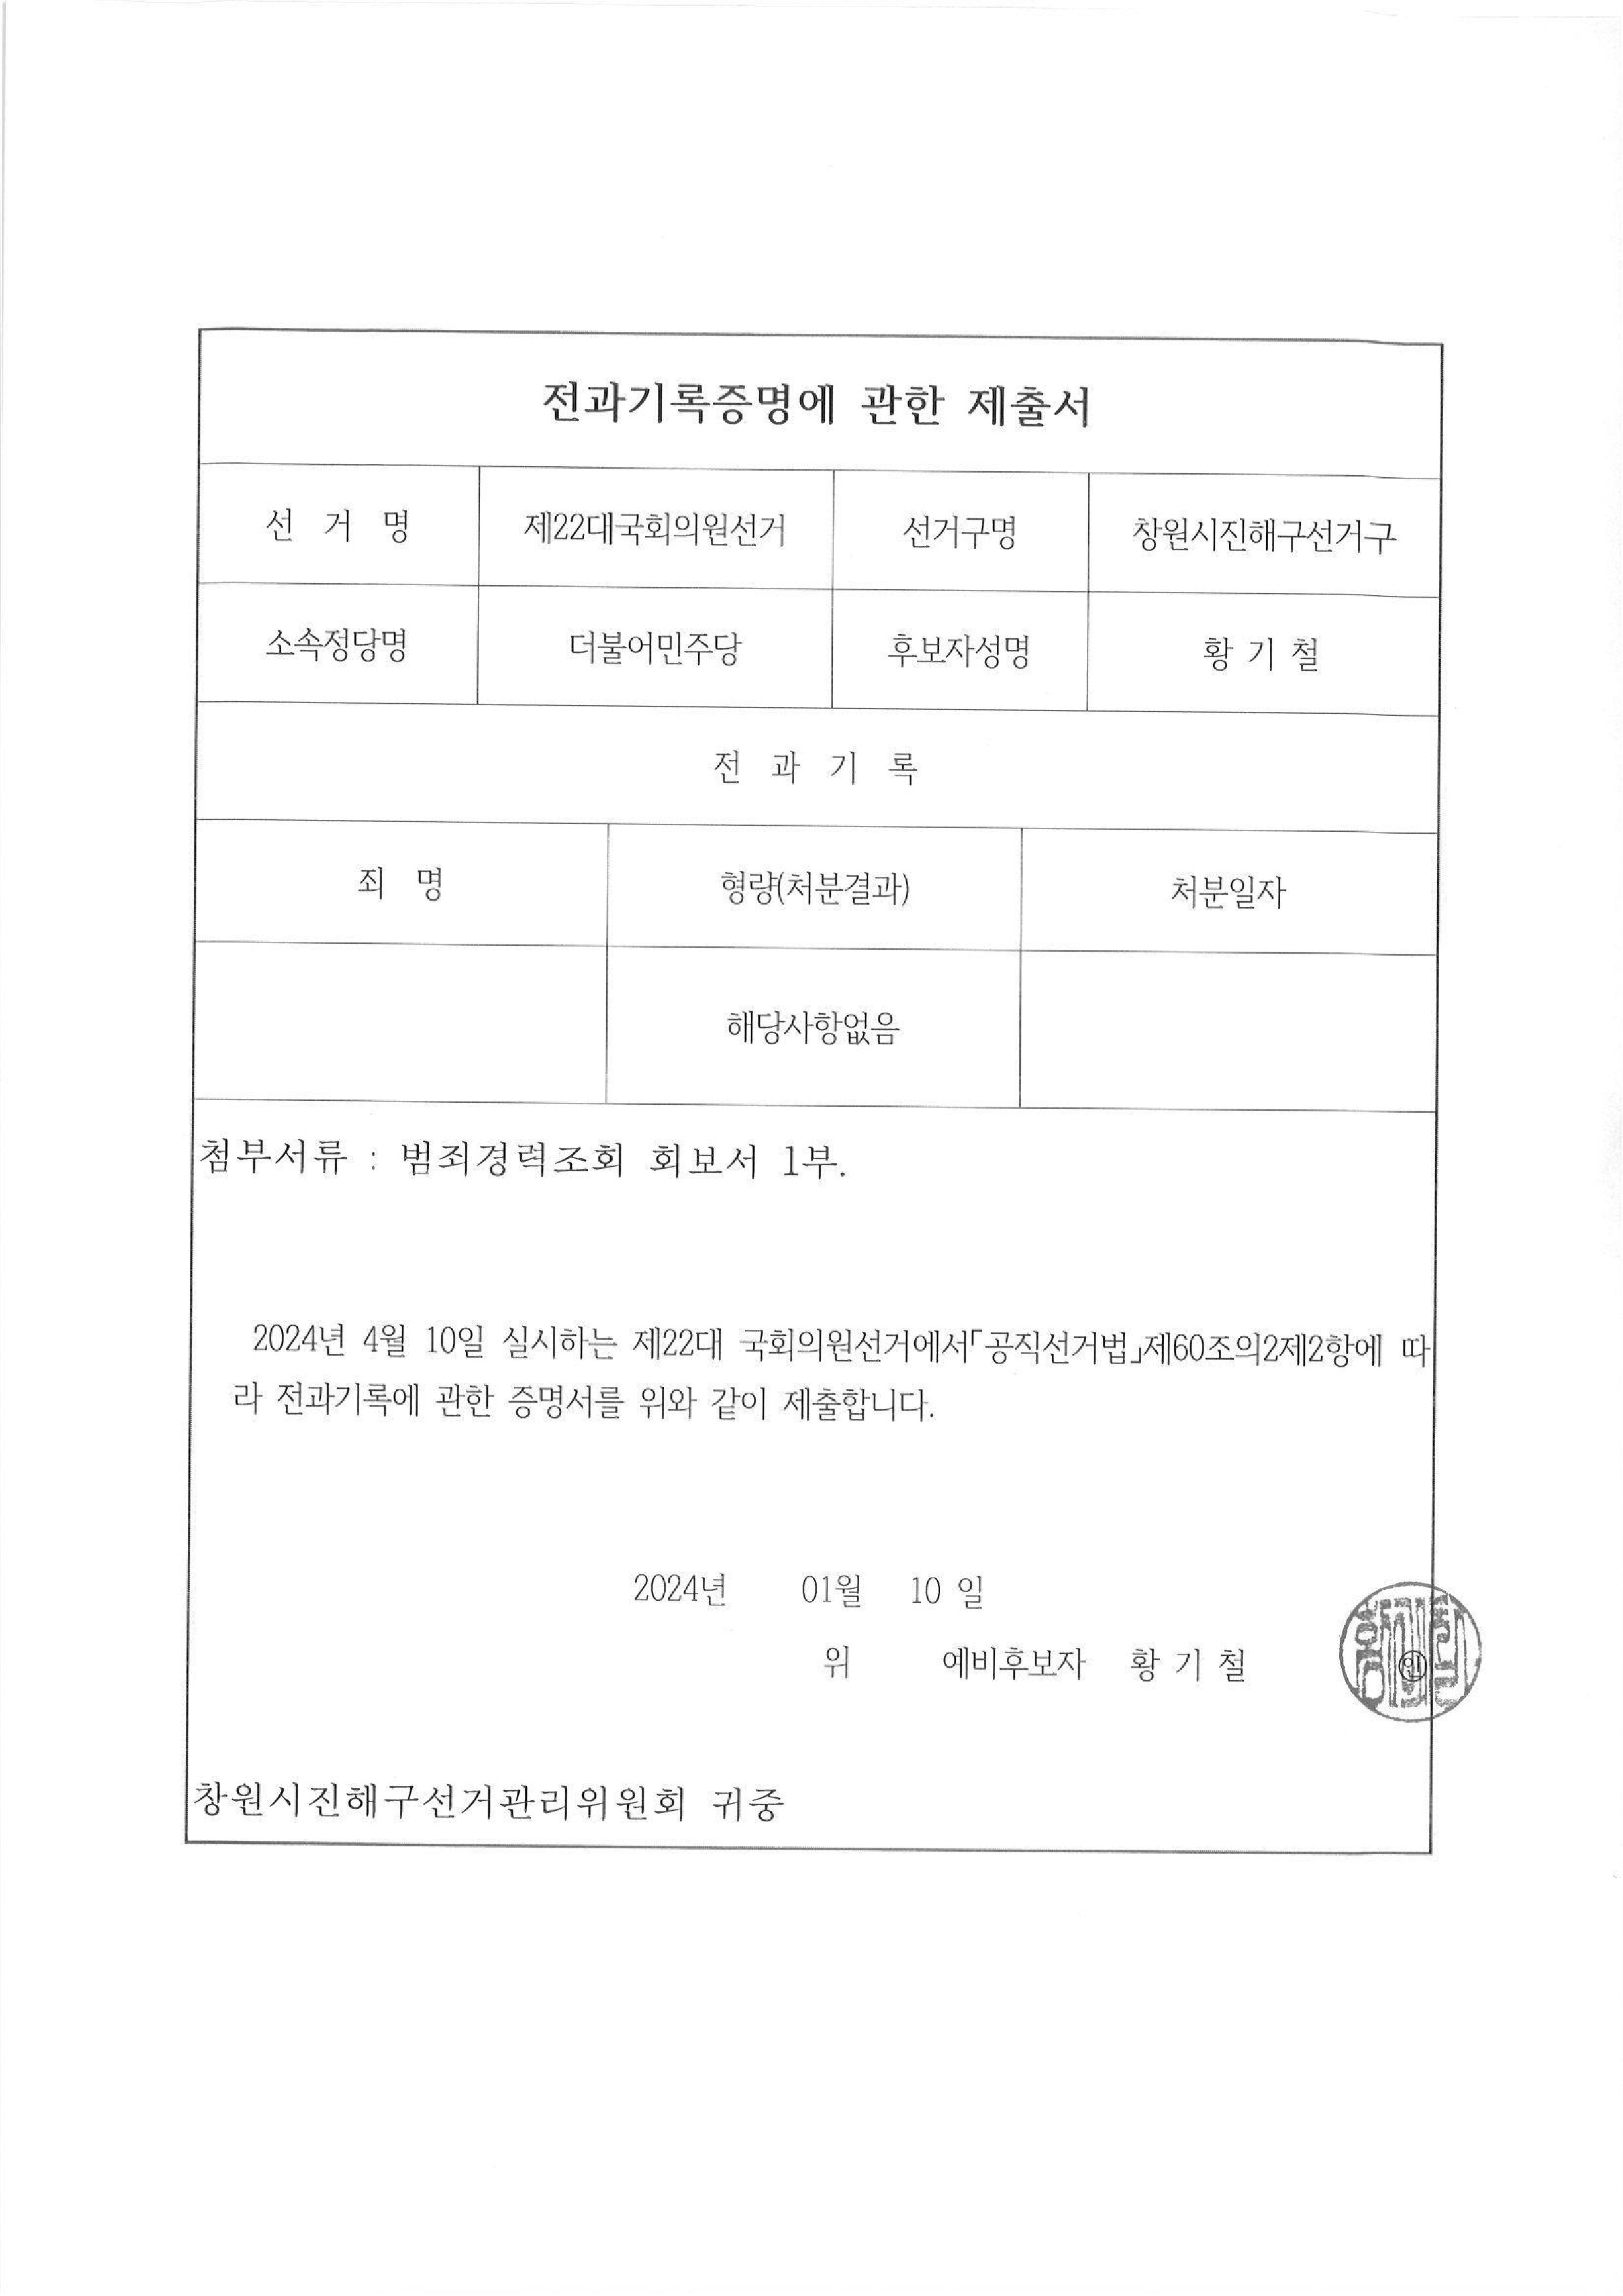 전과기록증명에 관한 제출서
선 거 명 제22대국회의원선거 선거구명 창원시진해구선거구
소속정당명 더불어민주당 후보자성명 황 기 철
전 과 기 록
죄 명 형량(처분결과) 처분일자
해당사항없음
첨부서류 : 범죄경력조회 회보서 1부.
2024년 4월 10일 실시하는 제22대 국회의원선거에서「공직선거법」제60조의2제2항에 따
라 전과기록에 관한 증명서를 위와 같이 제출합니다.
2024년 01월 10 일
위 예비후보자 황 기 철
인
창원시진해구선거관리위원회 귀중